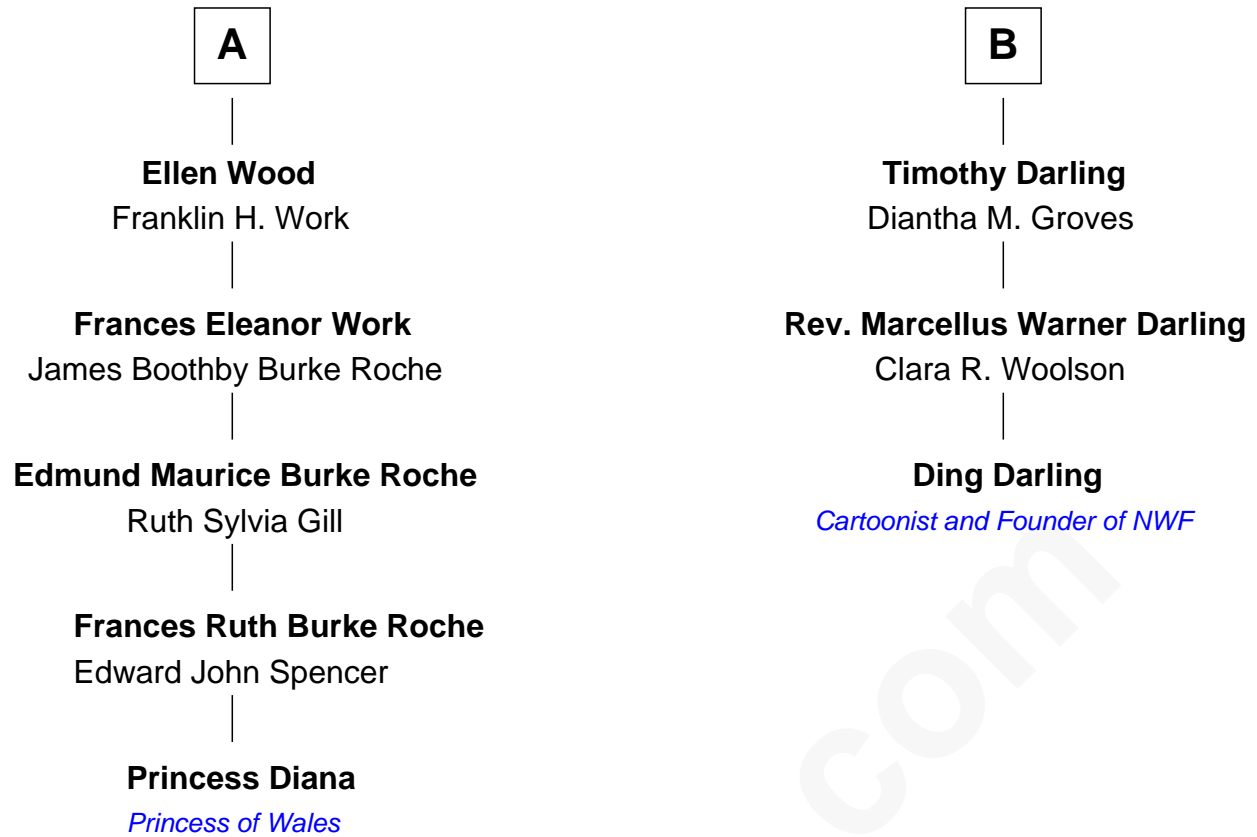 A
Ellen Wood
Franklin H. Work
Frances Eleanor Work
James Boothby Burke Roche
Edmund Maurice Burke Roche
Ruth Sylvia Gill
Frances Ruth Burke Roche
Edward John Spencer
Princess Diana
Princess of Wales
B
Timothy Darling
Diantha M. Groves
Rev. Marcellus Warner Darling
Clara R. Woolson
Ding Darling
Cartoonist and Founder of NWF
com